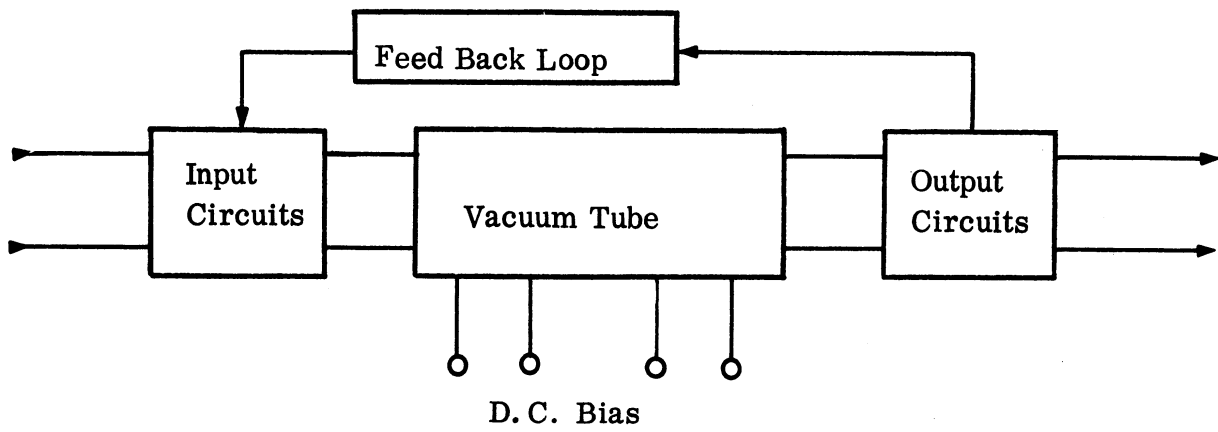 Feed Back Loop
Input
Circuits
Vacuum Tube
Output
Circuits
D. C. Bias